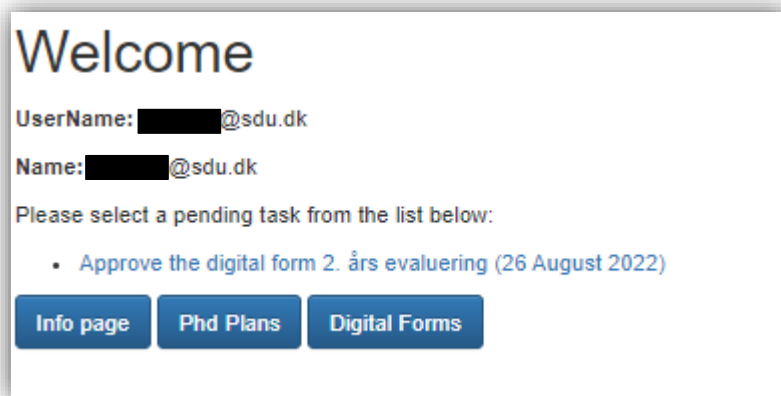 Welcome
UserName: @sdu.dk
Name: @sdu.dk
Please select a pending task from the list below:
• Approve the digital form 2. års evaluering (26 August 2022)
Info page Phd Plans Digital Forms